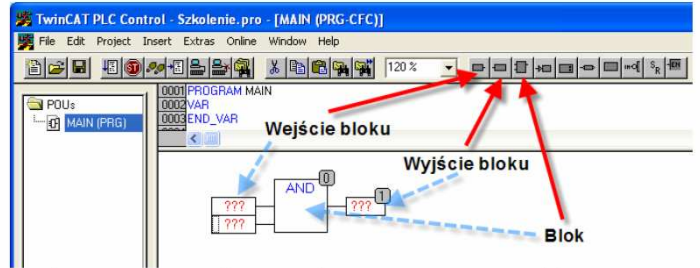 TwinCAT PLC Control - Szkolenie.pro - [MAIN (PRG-CFC)]
File Edit Project Insert Extras Online Window Help
120 %
POUs
MAIN (PRG)
0001 PROGRAM MAIN
0002 VAR
0003 END_VAR
Wejście bloku
Wyjście bloku
AND 0
??? ??? 1
???
Blok